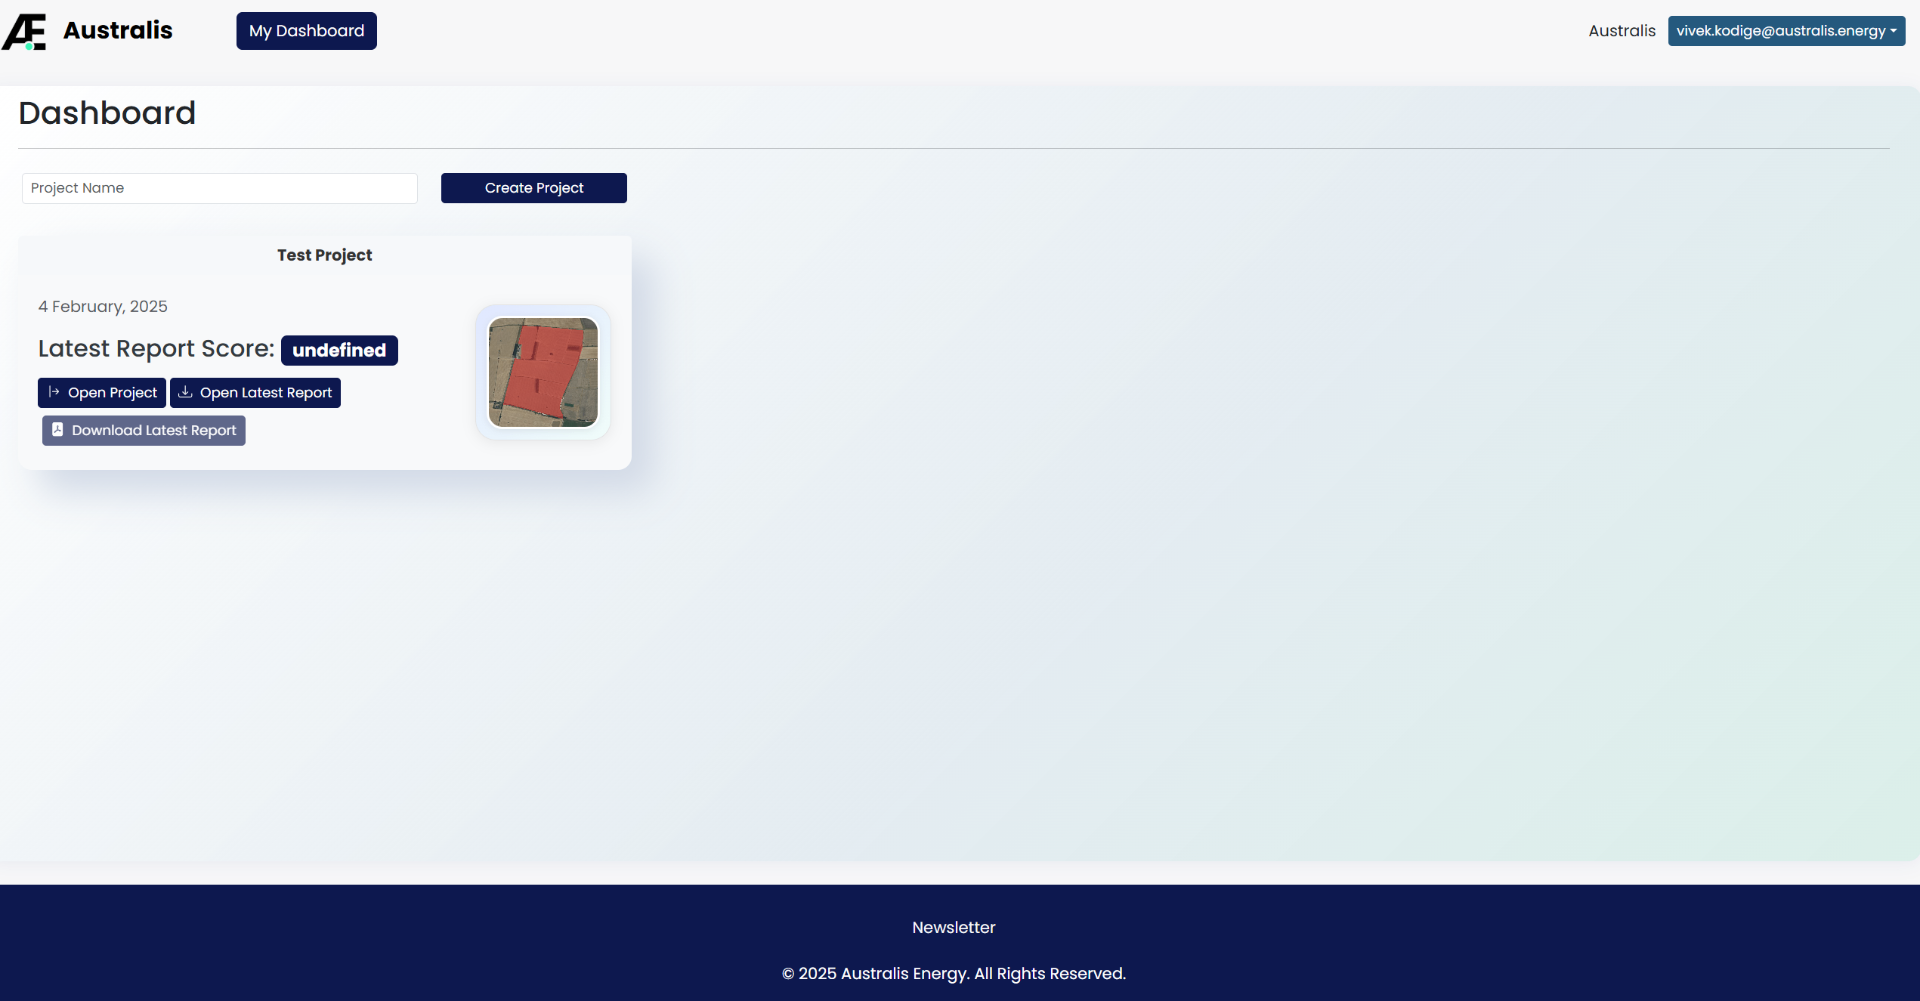 Australis
My Dashboard
Australis
vivek.kodige@australis.energy
Dashboard
Project Name
Create Project
Test Project
4 February, 2025
Latest Report Score: undefined
Open Project
Open Latest Report
Download Latest Report
Newsletter
© 2025 Australis Energy. All Rights Reserved.